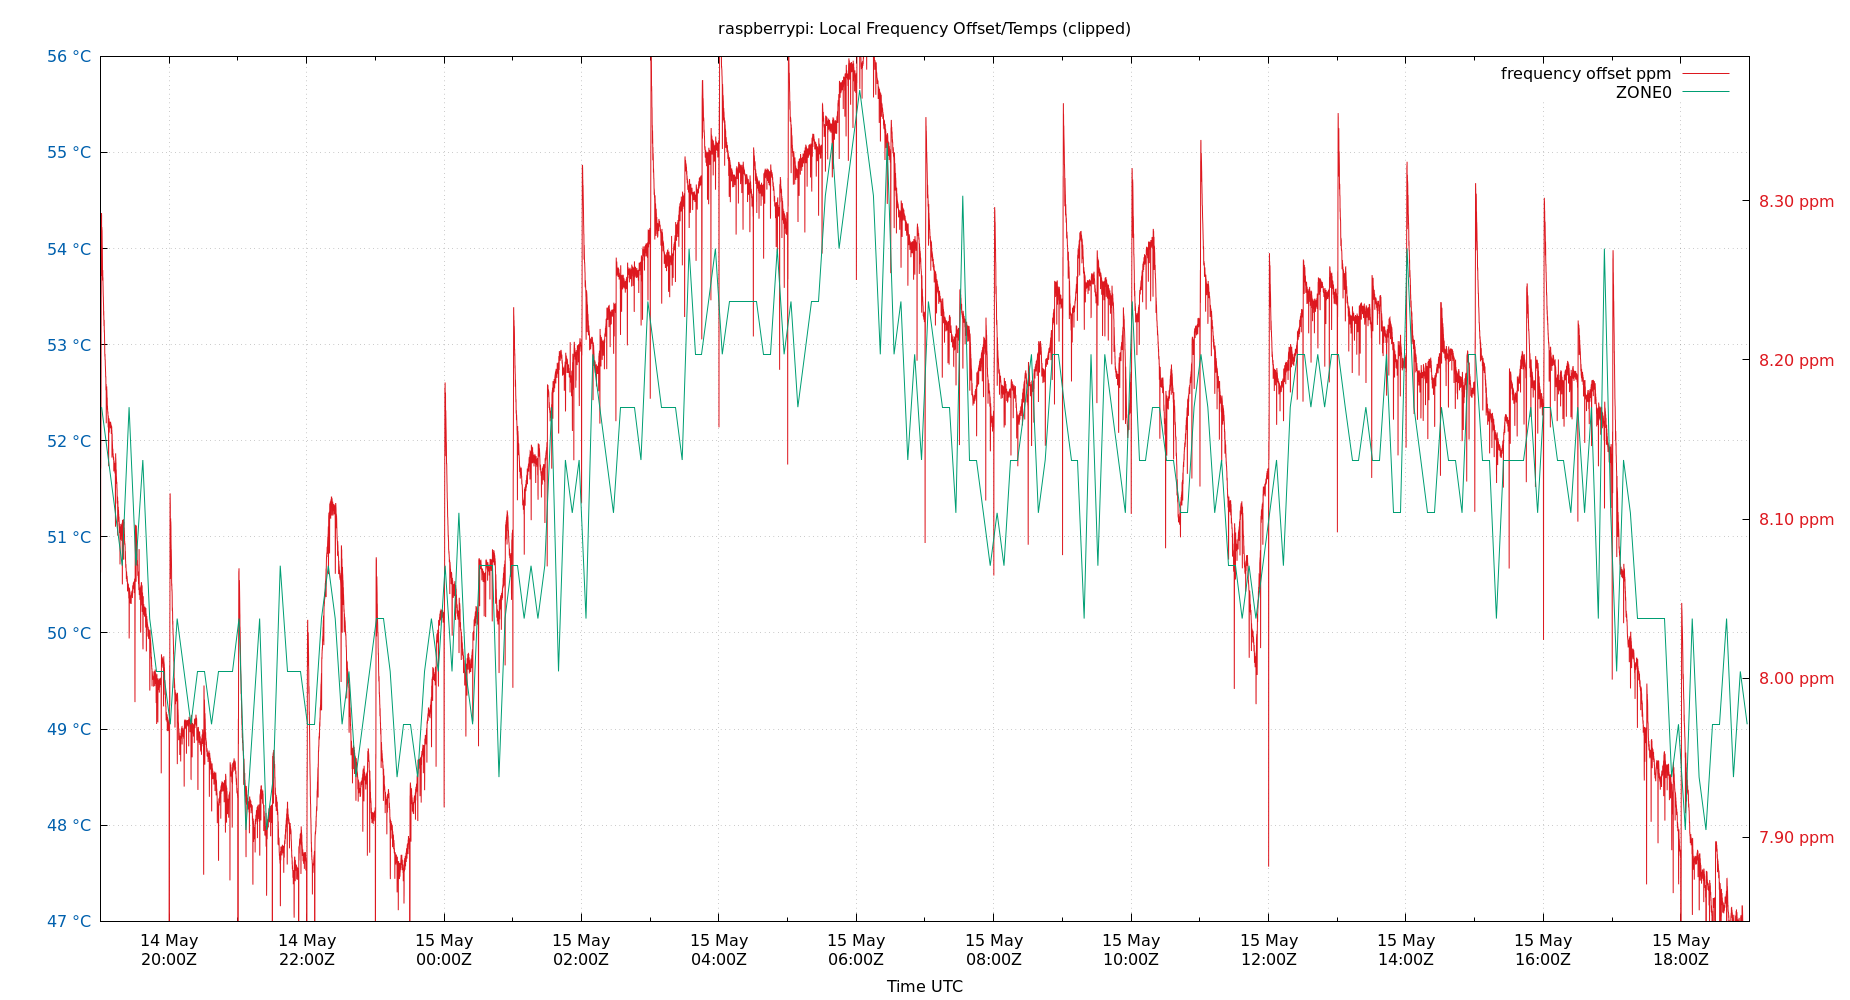 raspberrypi: Local Frequency Offset/Temps (clipped)
frequency offset ppm
ZONE0
56 °C
55 °C
54 °C
53 °C
52 °C
51 °C
50 °C
49 °C
48 °C
47 °C
8.30 ppm
8.20 ppm
8.10 ppm
8.00 ppm
7.90 ppm
14 May 14 May 15 May 15 May 15 May 15 May 15 May 15 May 15 May 15 May 15 May 15 May
20:00Z 22:00Z 00:00Z 02:00Z 04:00Z 06:00Z 08:00Z 10:00Z 12:00Z 14:00Z 16:00Z 18:00Z
Time UTC